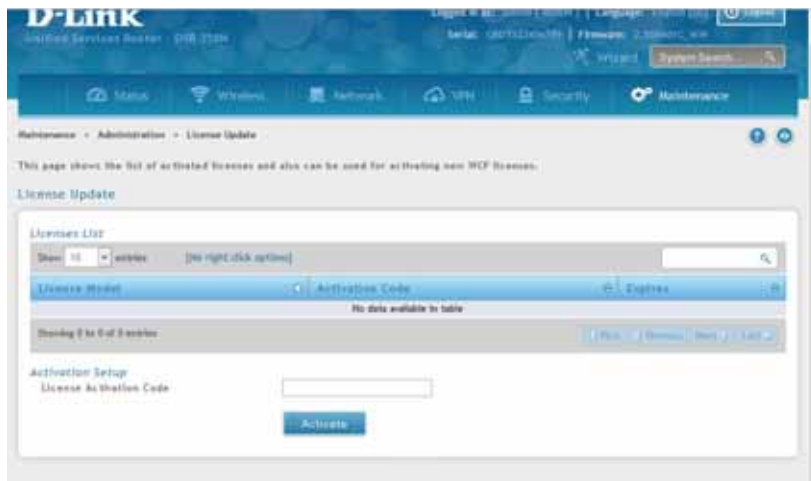 D-Link
Unified Services Router - DSR-250N
Serial:
Firmware:
Wizard
System Search...
Status
Wireless
Network
VPN
Security
Maintenance
Maintenance » Administration » License Update
This page shows the list of activated licenses and also can be used for activating new WCF licenses.
License Update
Licenses List
Show 10 entries [No right click options]
License Model Activation Code Expires
No data available in table
Showing 0 to 0 of 0 entries
First Previous Next Last
Activation Setup
License Activation Code
Activate